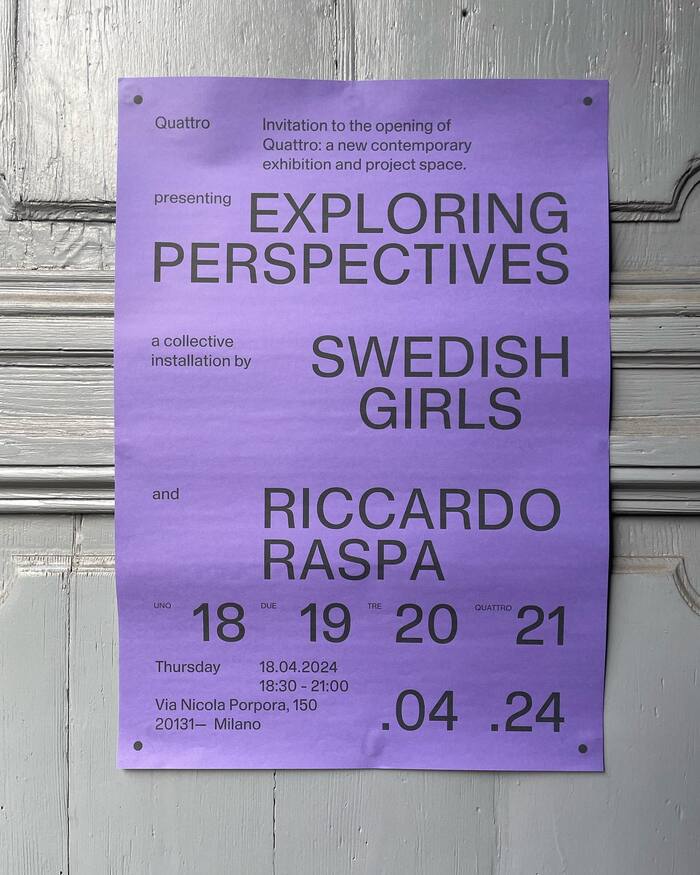 Quattro
Invitation to the opening of
Quattro: a new contemporary
exhibition and project space.
presenting EXPLORING
PERSPECTIVES
a collective
installation by
SWEDISH
GIRLS
and RICCARDO
RASPA
UNO 18 DUE 19 TRE 20 QUATTRO 21
Thursday 18.04.2024
18:30 - 21:00
Via Nicola Porpora, 150
20131— Milano
.04 .24